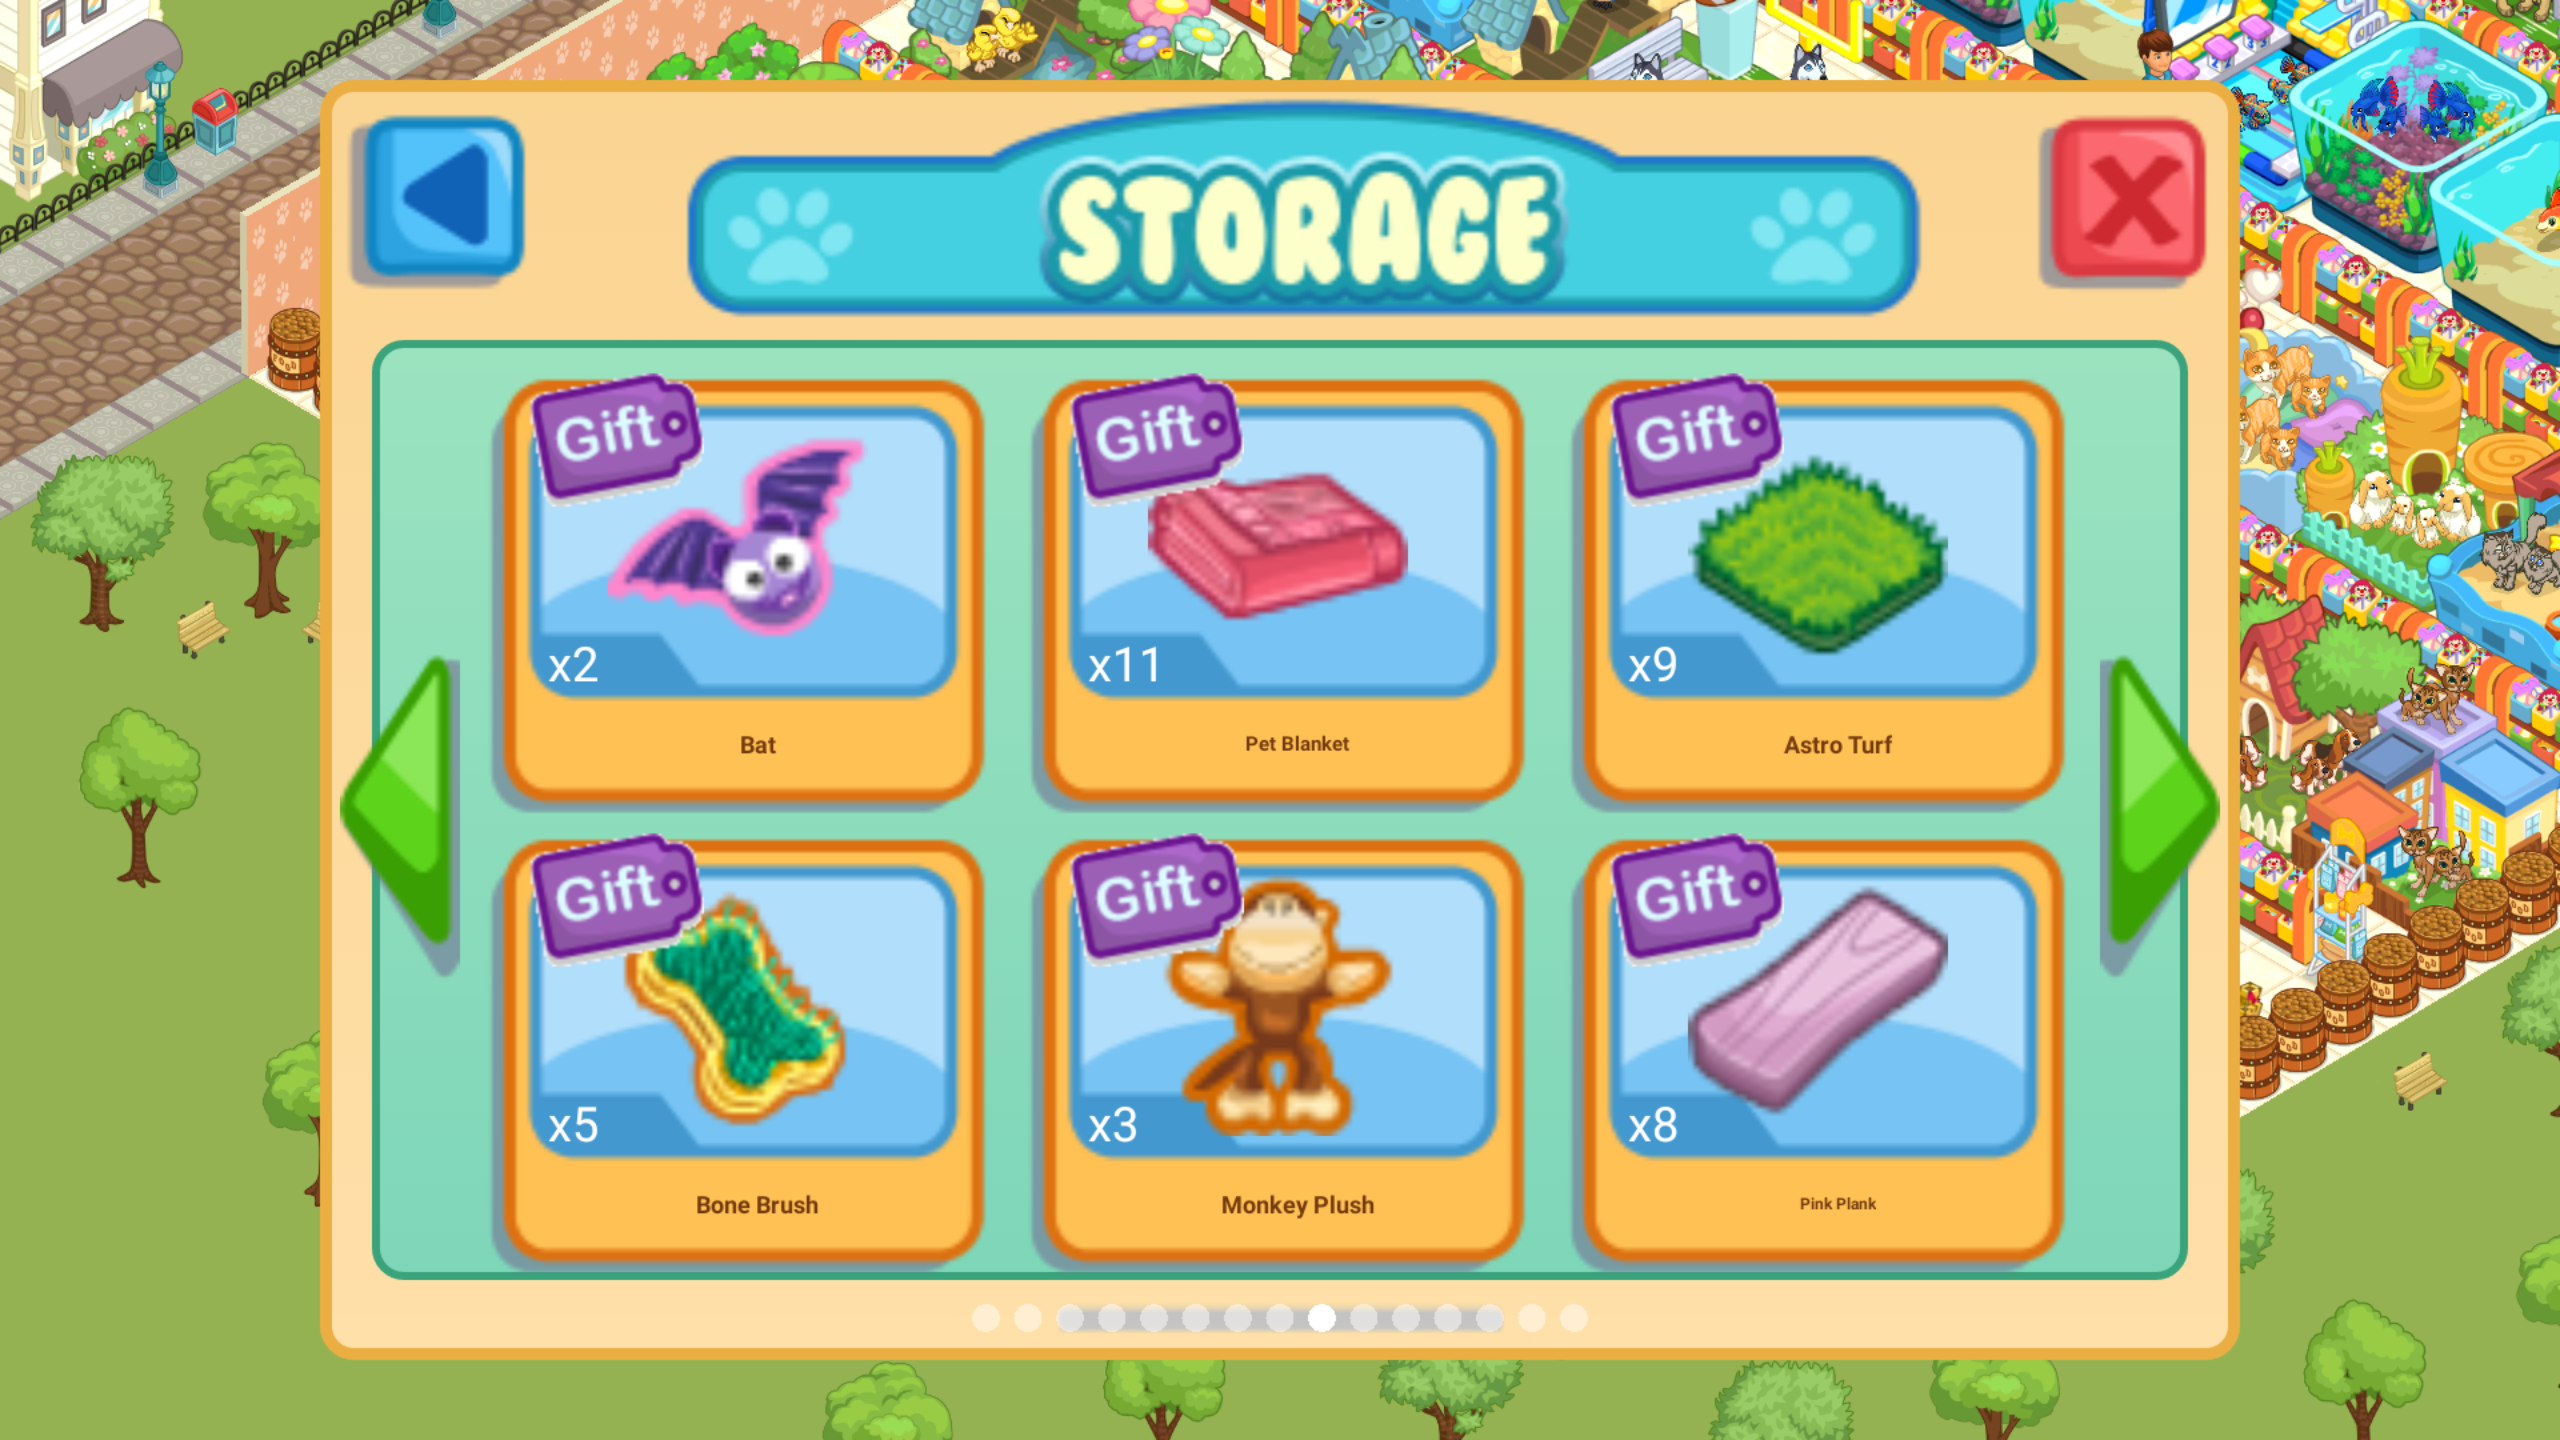 STORAGE
Gift
x2
Bat
Gift
x11
Pet Blanket
Gift
x9
Astro Turf
Gift
x5
Bone Brush
Gift
x3
Monkey Plush
Gift
x8
Pink Plank